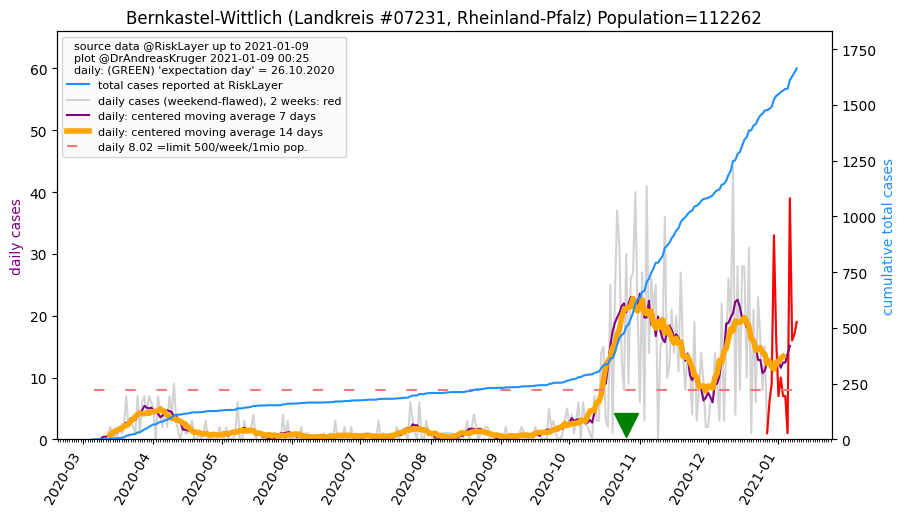 Bernkastel-Wittlich (Landkreis #07231, Rheinland-Pfalz) Population=112262
source data @RiskLayer up to 2021-01-09
plot @DrAndreasKruger 2021-01-09 00:25
daily: (GREEN) 'expectation day' = 26.10.2020
total cases reported at RiskLayer
daily cases (weekend-flawed), 2 weeks: red
daily: centered moving average 7 days
daily: centered moving average 14 days
daily 8.02 =limit 500/week/1mio pop.
daily cases
60
50
40
30
20
10
0
1750
1500
1250
1000
750
500
250
0
cumulative total cases
2020-03
2020-04
2020-05
2020-06
2020-07
2020-08
2020-09
2020-10
2020-11
2020-12
2021-01